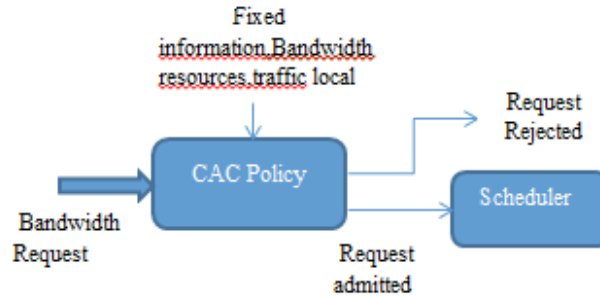 Fixed
information,Bandwidth
resources,traffic local
Request
Rejected
CAC Policy
Scheduler
Bandwidth
Request
Request
admitted